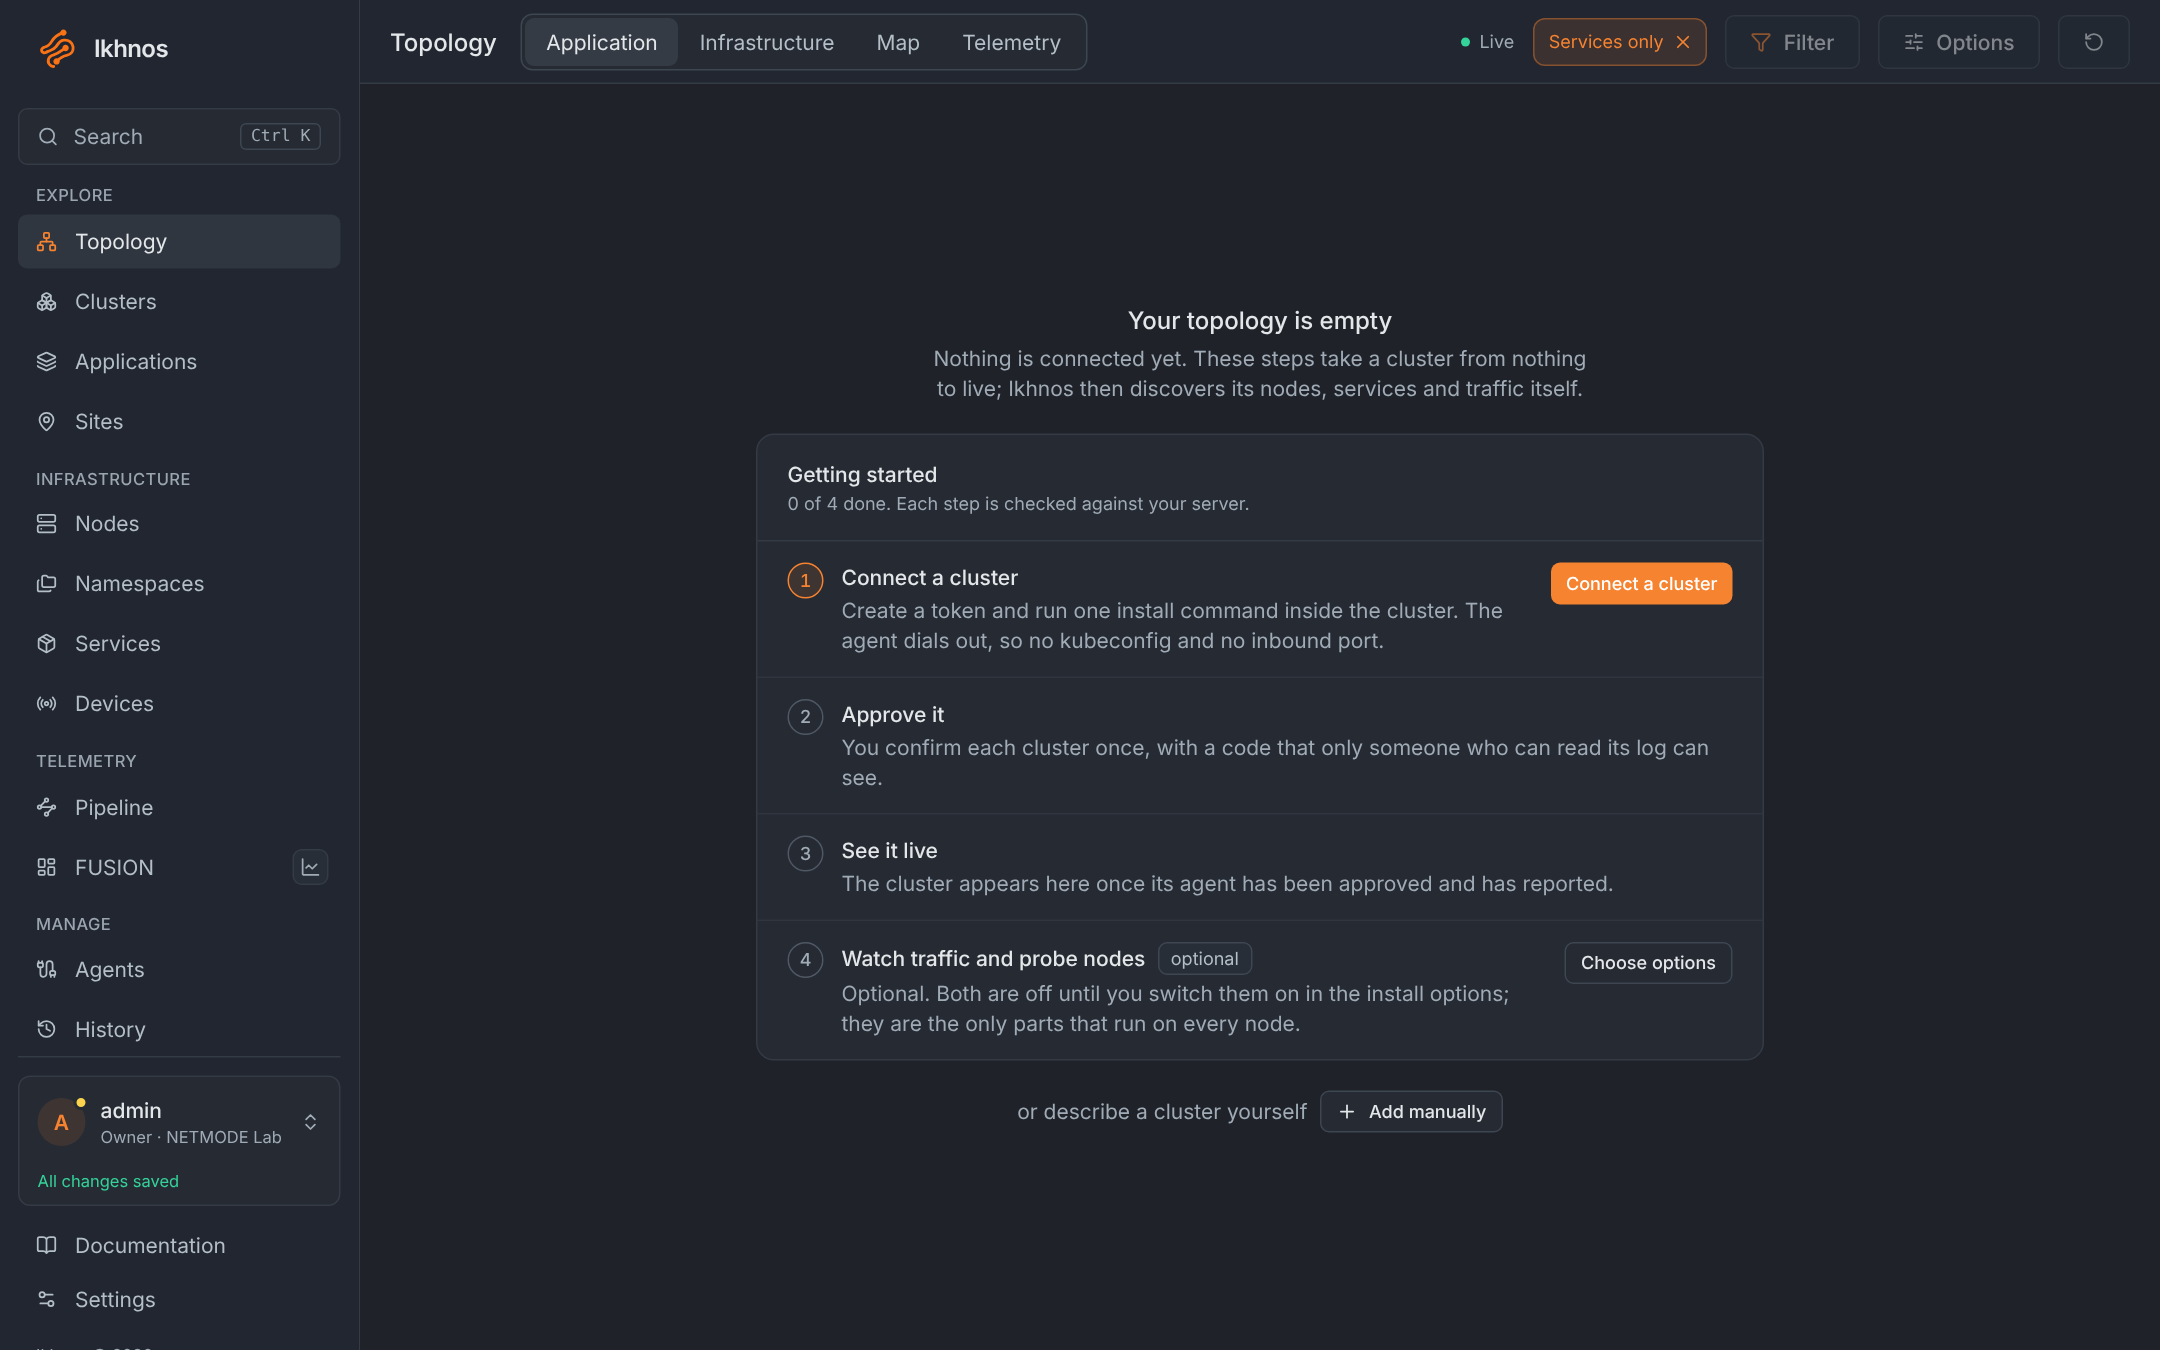 Ikhnos
Search
Ctrl K
EXPLORE
Topology
Clusters
Applications
Sites
INFRASTRUCTURE
Nodes
Namespaces
Services
Devices
TELEMETRY
Pipeline
FUSION
MANAGE
Agents
History
A
admin
Owner · NETMODE Lab
All changes saved
Documentation
Settings
Topology
Application
Infrastructure
Map
Telemetry
Live
Services only
Filter
Options
Your topology is empty
Nothing is connected yet. These steps take a cluster from nothing
to live; Ikhnos then discovers its nodes, services and traffic itself.
Getting started
0 of 4 done. Each step is checked against your server.
1
Connect a cluster
Create a token and run one install command inside the cluster. The
agent dials out, so no kubeconfig and no inbound port.
Connect a cluster
2
Approve it
You confirm each cluster once, with a code that only someone who can read its log can
see.
3
See it live
The cluster appears here once its agent has been approved and has reported.
4
Watch traffic and probe nodes
optional
Optional. Both are off until you switch them on in the install options;
they are the only parts that run on every node.
Choose options
or describe a cluster yourself
Add manually